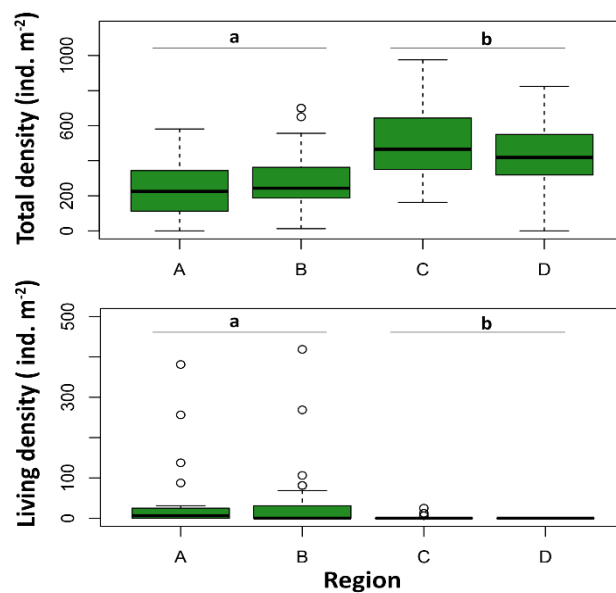 a b
Total density (ind. m-2)
1000
600
200
0
A B C D
a b
Living density ( ind. m-2)
500
300
100
0
A B C D
Region